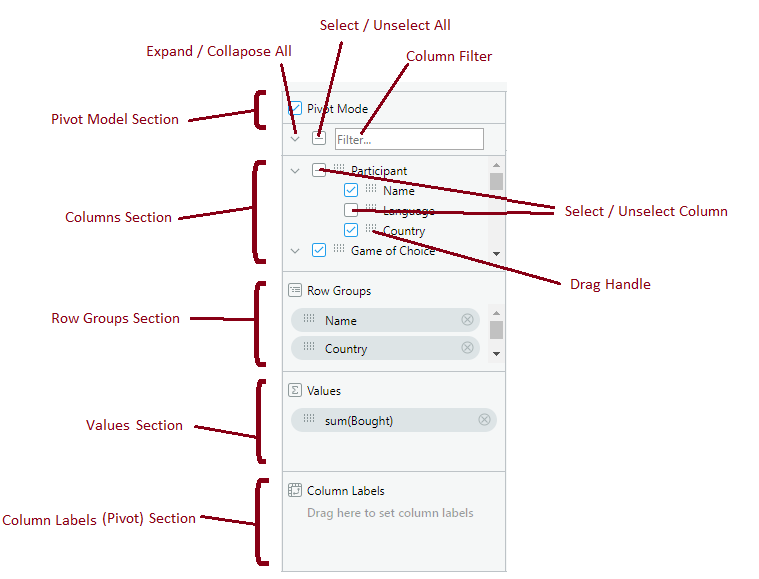 Select / Unselect All
Expand / Collapose All
Column Filter
Pivot Model Section
Pivot Mode
Filter...
Participant
Name
Columns Section
Language
Select / Unselect Column
Country
Game of Choice
Drag Handle
Row Groups
Row Groups Section
Name
Country
Values
Values Section
sum(Bought)
Column Labels
Column Labels (Pivot) Section
Drag here to set column labels